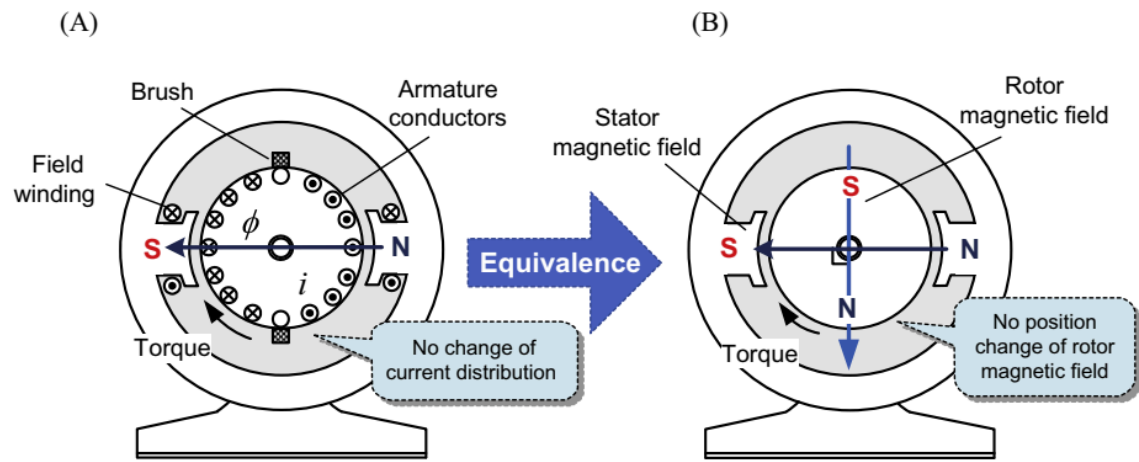 (A)
(B)
Brush
Armature
conductors
Field
winding
ϕ
S
N
i
Torque
No change of
current distribution
Equivalence
Rotor
magnetic field
Stator
magnetic field
S
S
N
N
Torque
No position
change of rotor
magnetic field